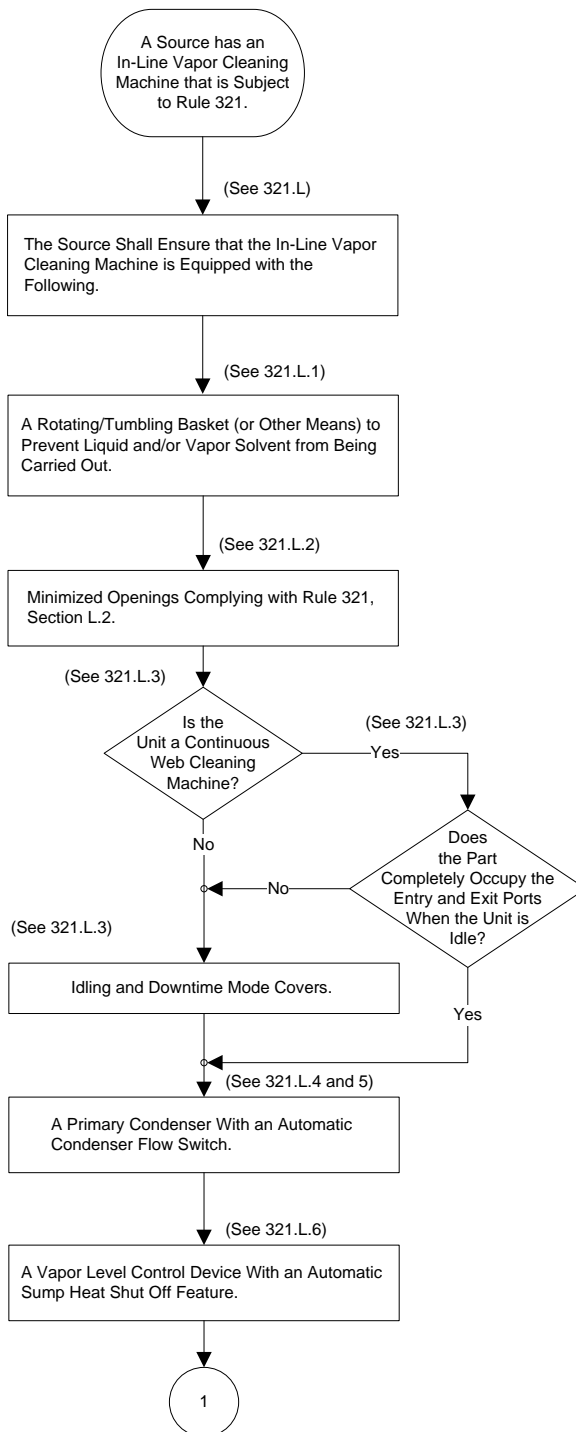 A Source has an
In-Line Vapor Cleaning
Machine that is Subject
to Rule 321.
(See 321.L)
The Source Shall Ensure that the In-Line Vapor
Cleaning Machine is Equipped with the
Following.
(See 321.L.1)
A Rotating/Tumbling Basket (or Other Means) to
Prevent Liquid and/or Vapor Solvent from Being
Carried Out.
(See 321.L.2)
Minimized Openings Complying with Rule 321,
Section L.2.
(See 321.L.3)
Is the
Unit a Continuous
Web Cleaning
Machine?
(See 321.L.3)
Yes
No
Does
the Part
Completely Occupy the
Entry and Exit Ports
When the Unit is
Idle?
No
Yes
(See 321.L.3)
Idling and Downtime Mode Covers.
(See 321.L.4 and 5)
A Primary Condenser With an Automatic
Condenser Flow Switch.
(See 321.L.6)
A Vapor Level Control Device With an Automatic
Sump Heat Shut Off Feature.
1